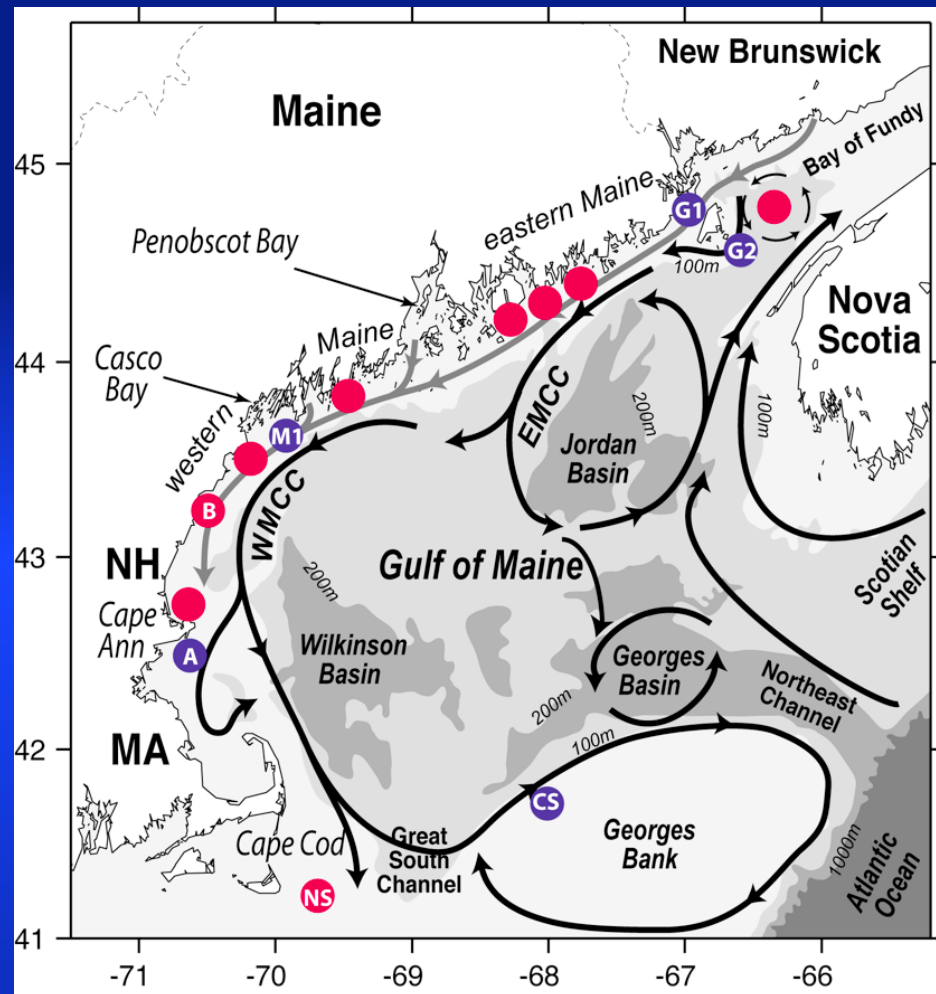 New Brunswick
Maine
45
Bay of Fundy
eastern Maine
G1
G2
Penobscot Bay
100m
Nova
Scotia
44
Maine
Casco
Bay
western
M1
EMCC
200m
100m
Jordan
Basin
B
WMCC
43
NH
Gulf of Maine
200m
Scotian
Shelf
Cape
Ann
A
Wilkinson
Basin
Georges
Basin
Northeast
Channel
200m
42
MA
100m
CS
Cape Cod
Great
South
Channel
Georges
Bank
1000m
Atlantic
Ocean
NS
41
-71
-70
-69
-68
-67
-66